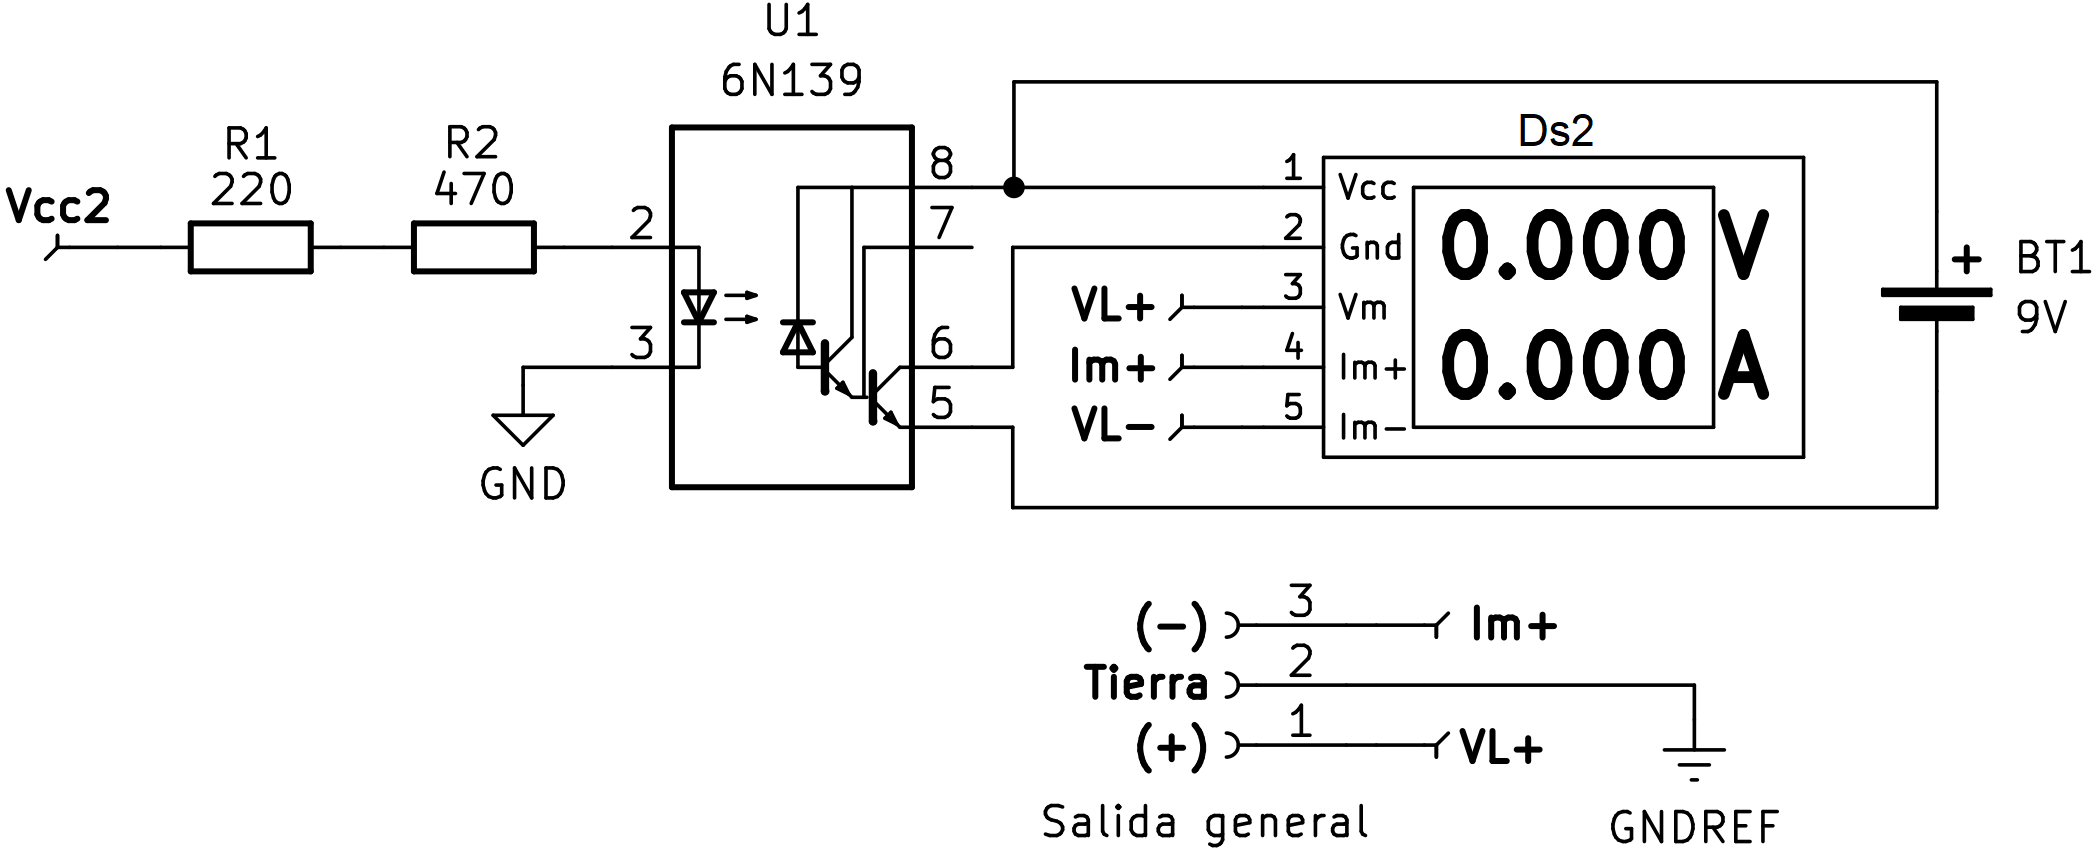 U1
6N139
R1
220
R2
470
Vcc2
2
3
GND
8
7
6
5
Ds2
1
Vcc
2
Gnd
VL+
3
Vm
Im+
4
Im+
VL-
5
Im-
0.000 V
0.000 A
+
BT1
9V
(-)
3
Im+
Tierra
2
(+)
1
VL+
Salida general
GNDREF